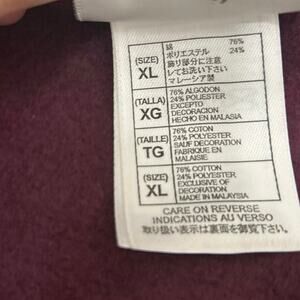 (SIZE)
XL
綿 76%
ポリエステル 24%
飾り部分を除く
マレーシア製
(TALLA)
XG
76% ALGODON
24% POLIESTER
EXCEPTO
DECORACION
HECHO EN MALASIA
(TAILLE)
TG
76% COTON
24% POLYESTER
SAUF DECORATION
FABRIQUÉ EN
MALAISIE
(SIZE)
XL
76% COTTON
24% POLYESTER
EXCLUSIVE OF
DECORATION
MADE IN MALAYSIA
CARE ON REVERSE
INDICATIONS AU VERSO
取り扱い表示は裏面を御覧下さい。